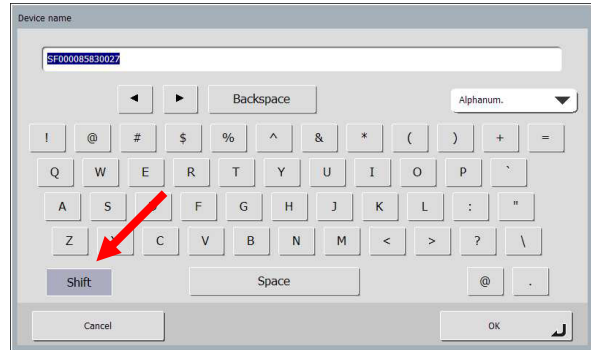 Device name
SF000085830027
◄ ► Backspace Alphanum.
! @ # $ % ^ & * ( ) + =
Q W E R T Y U I O P `
A S F G H J K L : "
Z C V B N M < > ? \
Shift Space @ .
Cancel OK